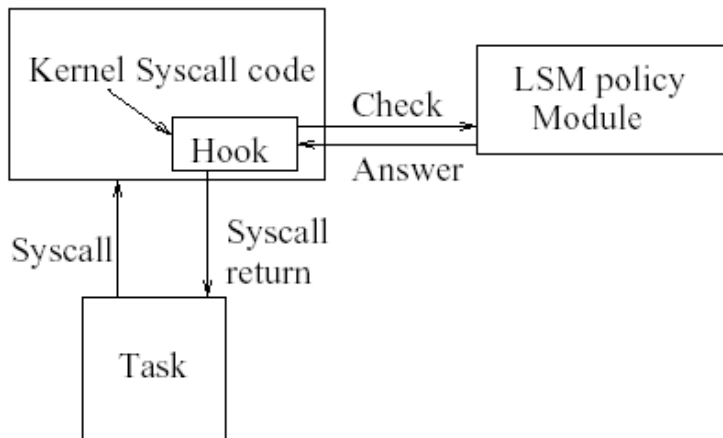 Kernel Syscall code
Hook
Check
Answer
LSM policy
Module
Syscall
Syscall
return
Task